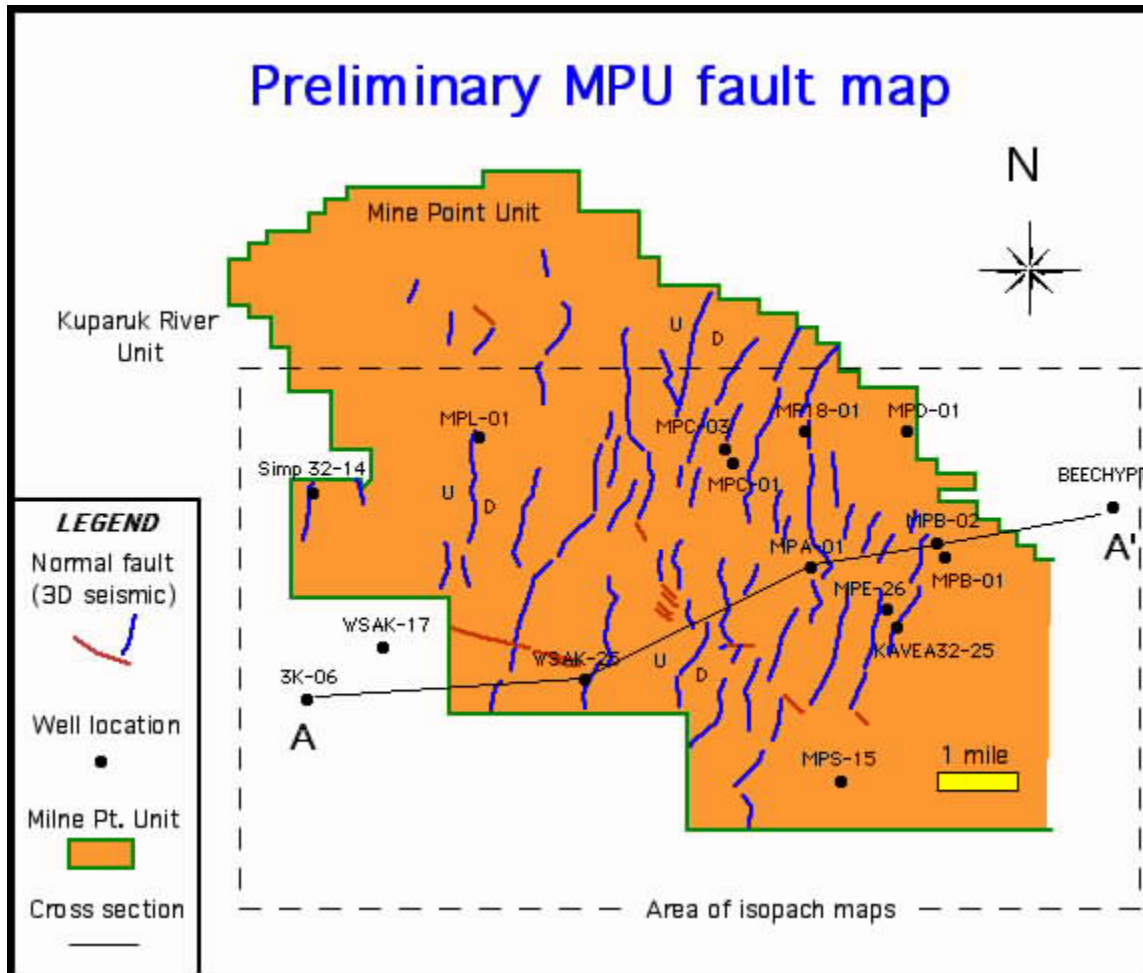 Preliminary MPU fault map
N
Mine Point Unit
Kuparuk River
Unit
U
D
MPL-01
MPC-03
MP18-01
MPD-01
Simp 32-14
MPC-01
BEECHYPT
U
D
MPB-02
A'
MPA-01
MPB-01
MPE-26
WSAK-17
KAVEA32-25
WSAK-25
U
D
3K-06
A
MPS-15
1 mile
Area of isopach maps
LEGEND
Normal fault
(3D seismic)
Well location
Milne Pt. Unit
Cross section